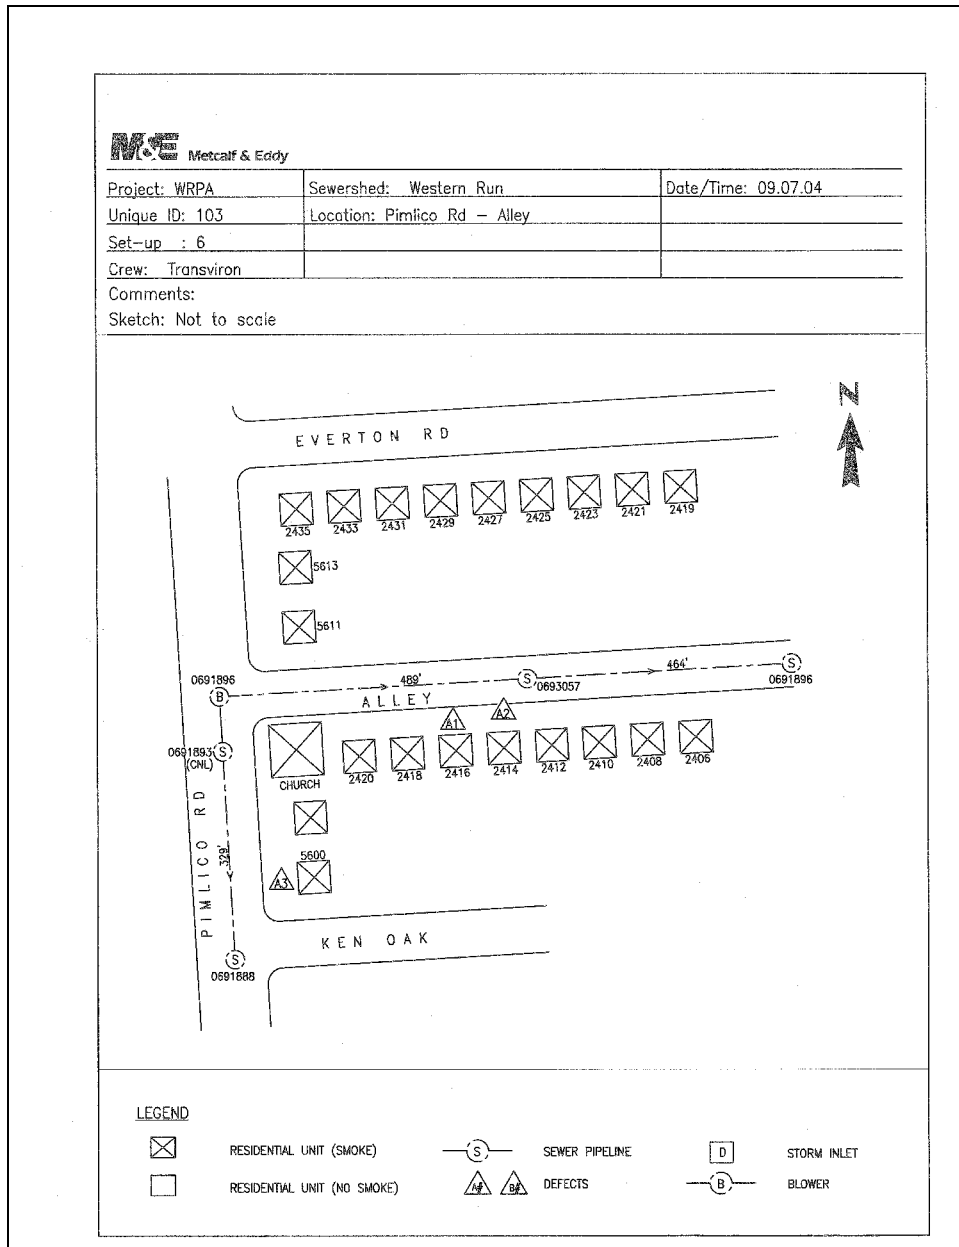 M&E Metcalf & Eddy
Project: WRPA Sewershed: Western Run Date/Time: 09.07.04
Unique ID: 103 Location: Pimlico Rd – Alley
Set-up : 6
Crew: Transviron
Comments:
Sketch: Not to scale
N
EVERTON RD
2435 2433 2431 2429 2427 2425 2423 2421 2419
5613
5611
0691896
B
489'
S
0693057
464'
S
0691896
ALLEY
A1 A2
0691893
(CNL)
S
CHURCH
2420 2418 2416 2414 2412 2410 2408 2406
PIMLICO RD
329'
5600
A3
KEN OAK
S
0691888
LEGEND
RESIDENTIAL UNIT (SMOKE) S SEWER PIPELINE D STORM INLET
RESIDENTIAL UNIT (NO SMOKE) A# B# DEFECTS B BLOWER